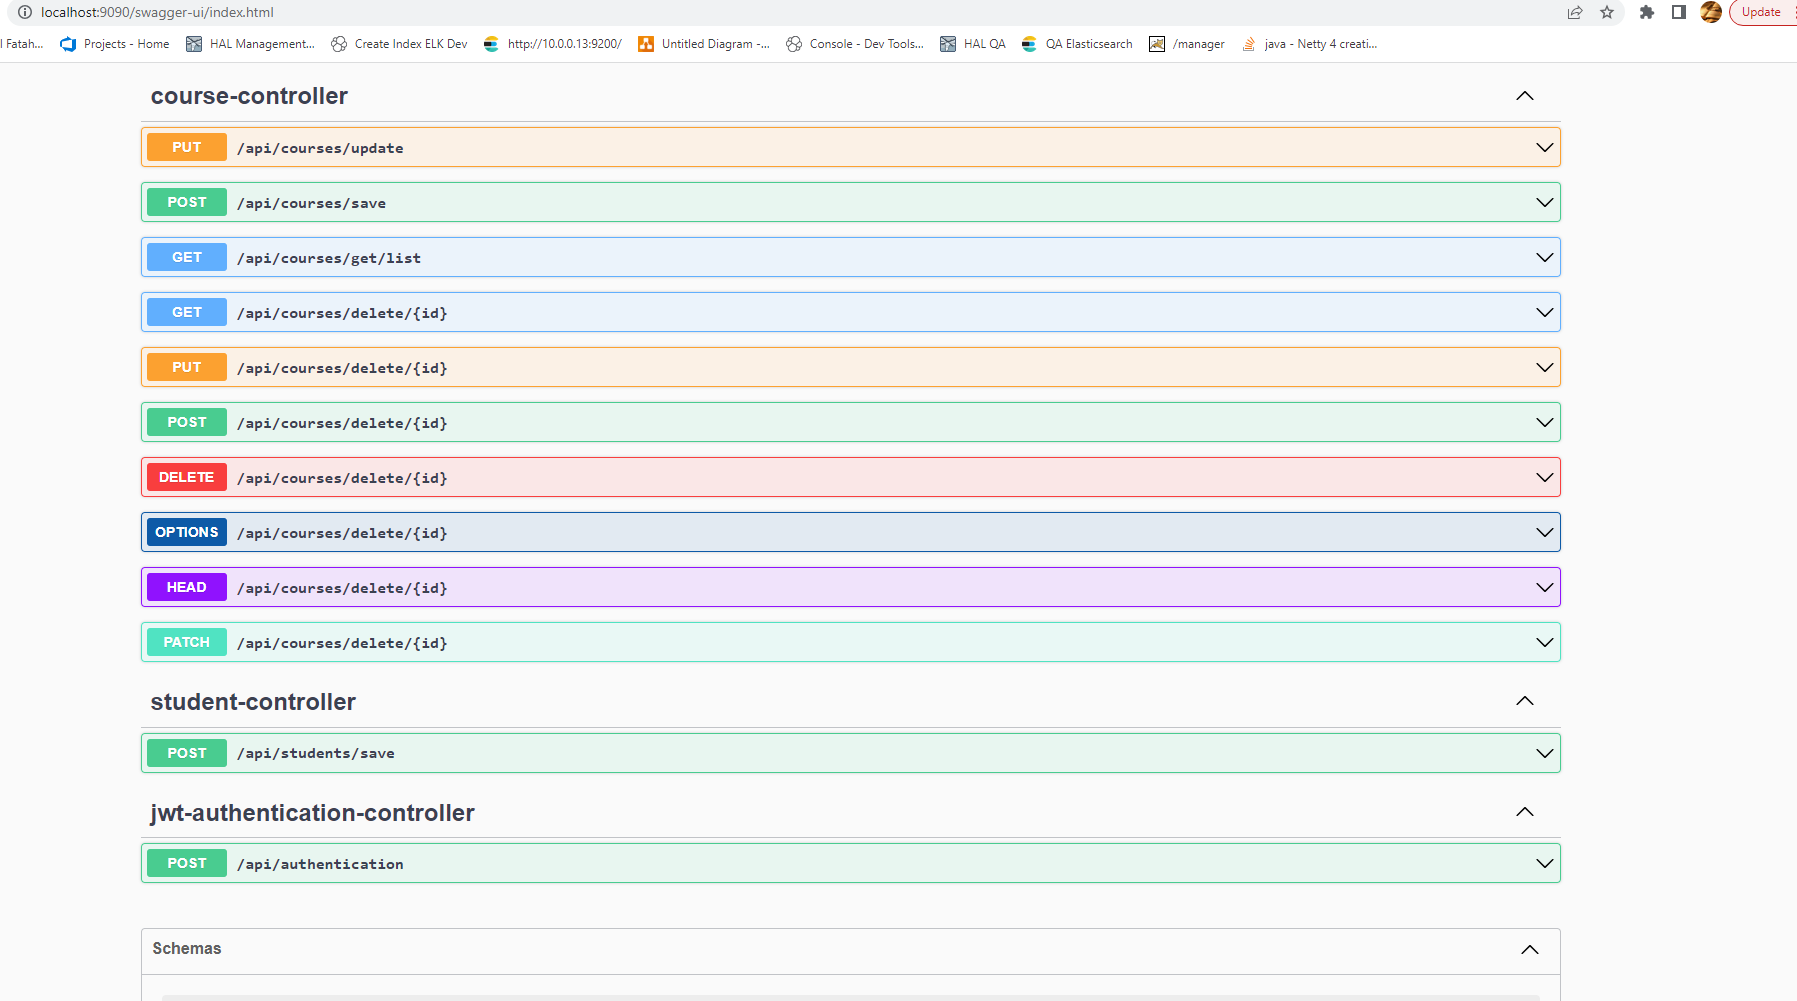 localhost:9090/swagger-ui/index.html
Update
l Fatah...
Projects - Home
HAL Management...
Create Index ELK Dev
http://10.0.0.13:9200/
Untitled Diagram -...
Console - Dev Tools...
HAL QA
QA Elasticsearch
/manager
java - Netty 4 creati...
course-controller
PUT /api/courses/update
POST /api/courses/save
GET /api/courses/get/list
GET /api/courses/delete/{id}
PUT /api/courses/delete/{id}
POST /api/courses/delete/{id}
DELETE /api/courses/delete/{id}
OPTIONS /api/courses/delete/{id}
HEAD /api/courses/delete/{id}
PATCH /api/courses/delete/{id}
student-controller
POST /api/students/save
jwt-authentication-controller
POST /api/authentication
Schemas